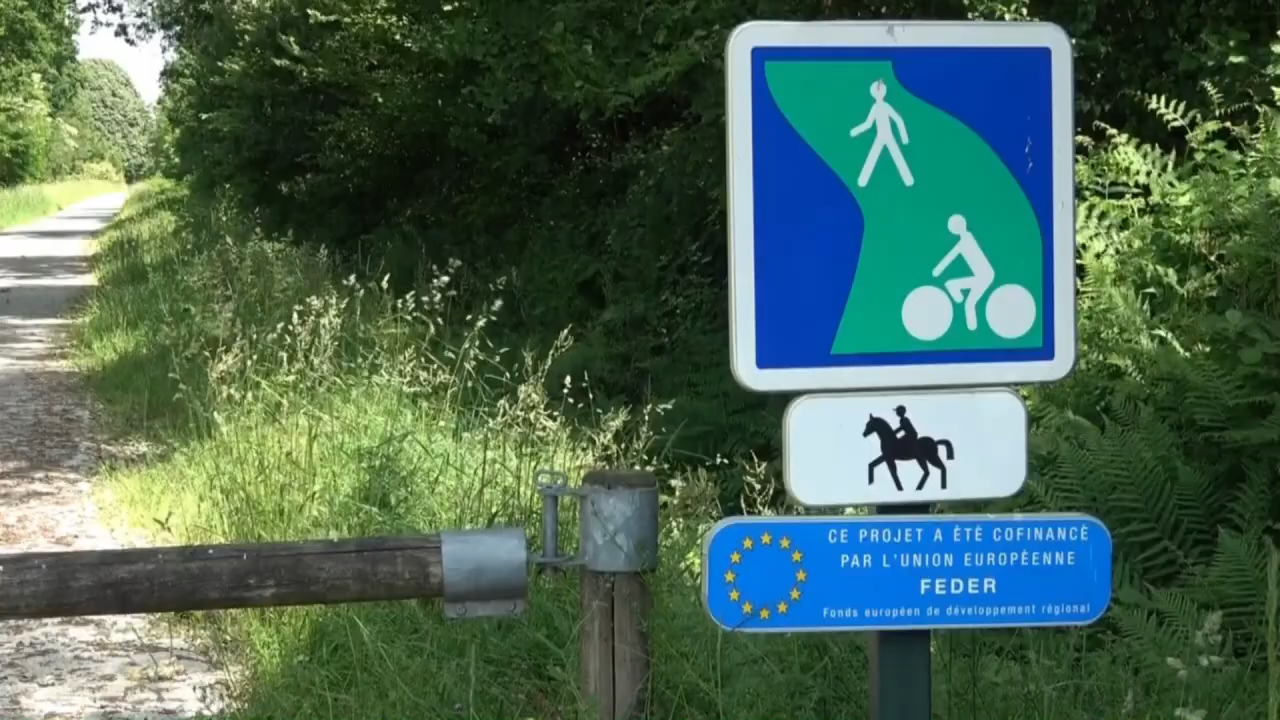 CE PROJET A ÉTÉ COFINANCÉ
PAR L'UNION EUROPÉENNE
FEDER
Fonds européen de développement régional